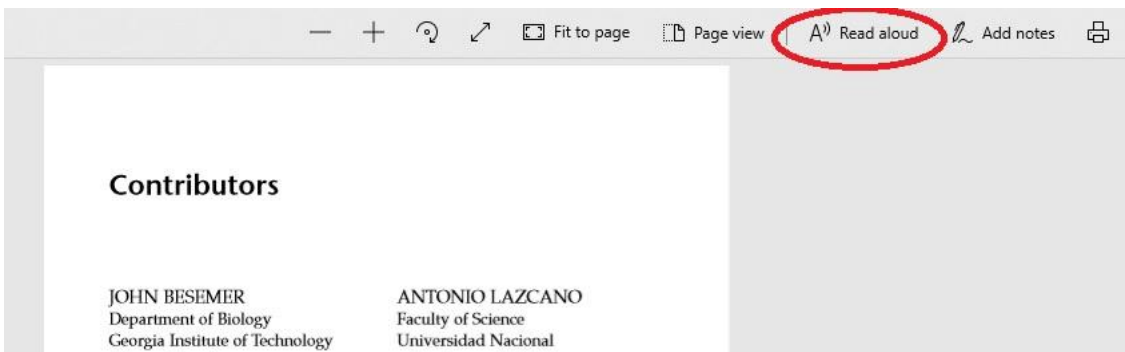 Fit to page Page view A)) Read aloud Add notes
Contributors
JOHN BESEMER
Department of Biology
Georgia Institute of Technology
ANTONIO LAZCANO
Faculty of Science
Universidad Nacional